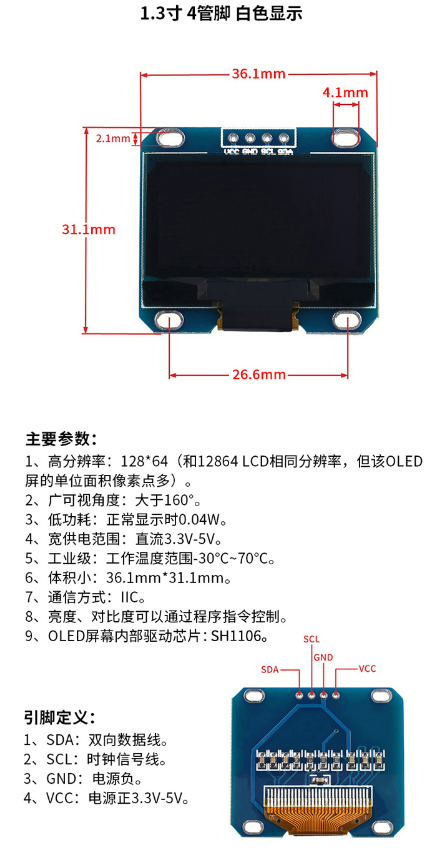 1.3寸 4管脚 白色显示
36.1mm
4.1mm
2.1mm
VCC GND SCL SDA
31.1mm
26.6mm
主要参数：
1、高分辨率：128*64（和12864 LCD相同分辨率，但该OLED
屏的单位面积像素点多）。
2、广可视角度：大于160°。
3、低功耗：正常显示时0.04W。
4、宽供电范围：直流3.3V-5V。
5、工业级：工作温度范围-30℃~70℃。
6、体积小：36.1mm*31.1mm。
7、通信方式：IIC。
8、亮度、对比度可以通过程序指令控制。
9、OLED屏幕内部驱动芯片：SH1106。
SCL
GND
SDA
VCC
引脚定义：
1、SDA：双向数据线。
2、SCL：时钟信号线。
3、GND：电源负。
4、VCC：电源正3.3V-5V。